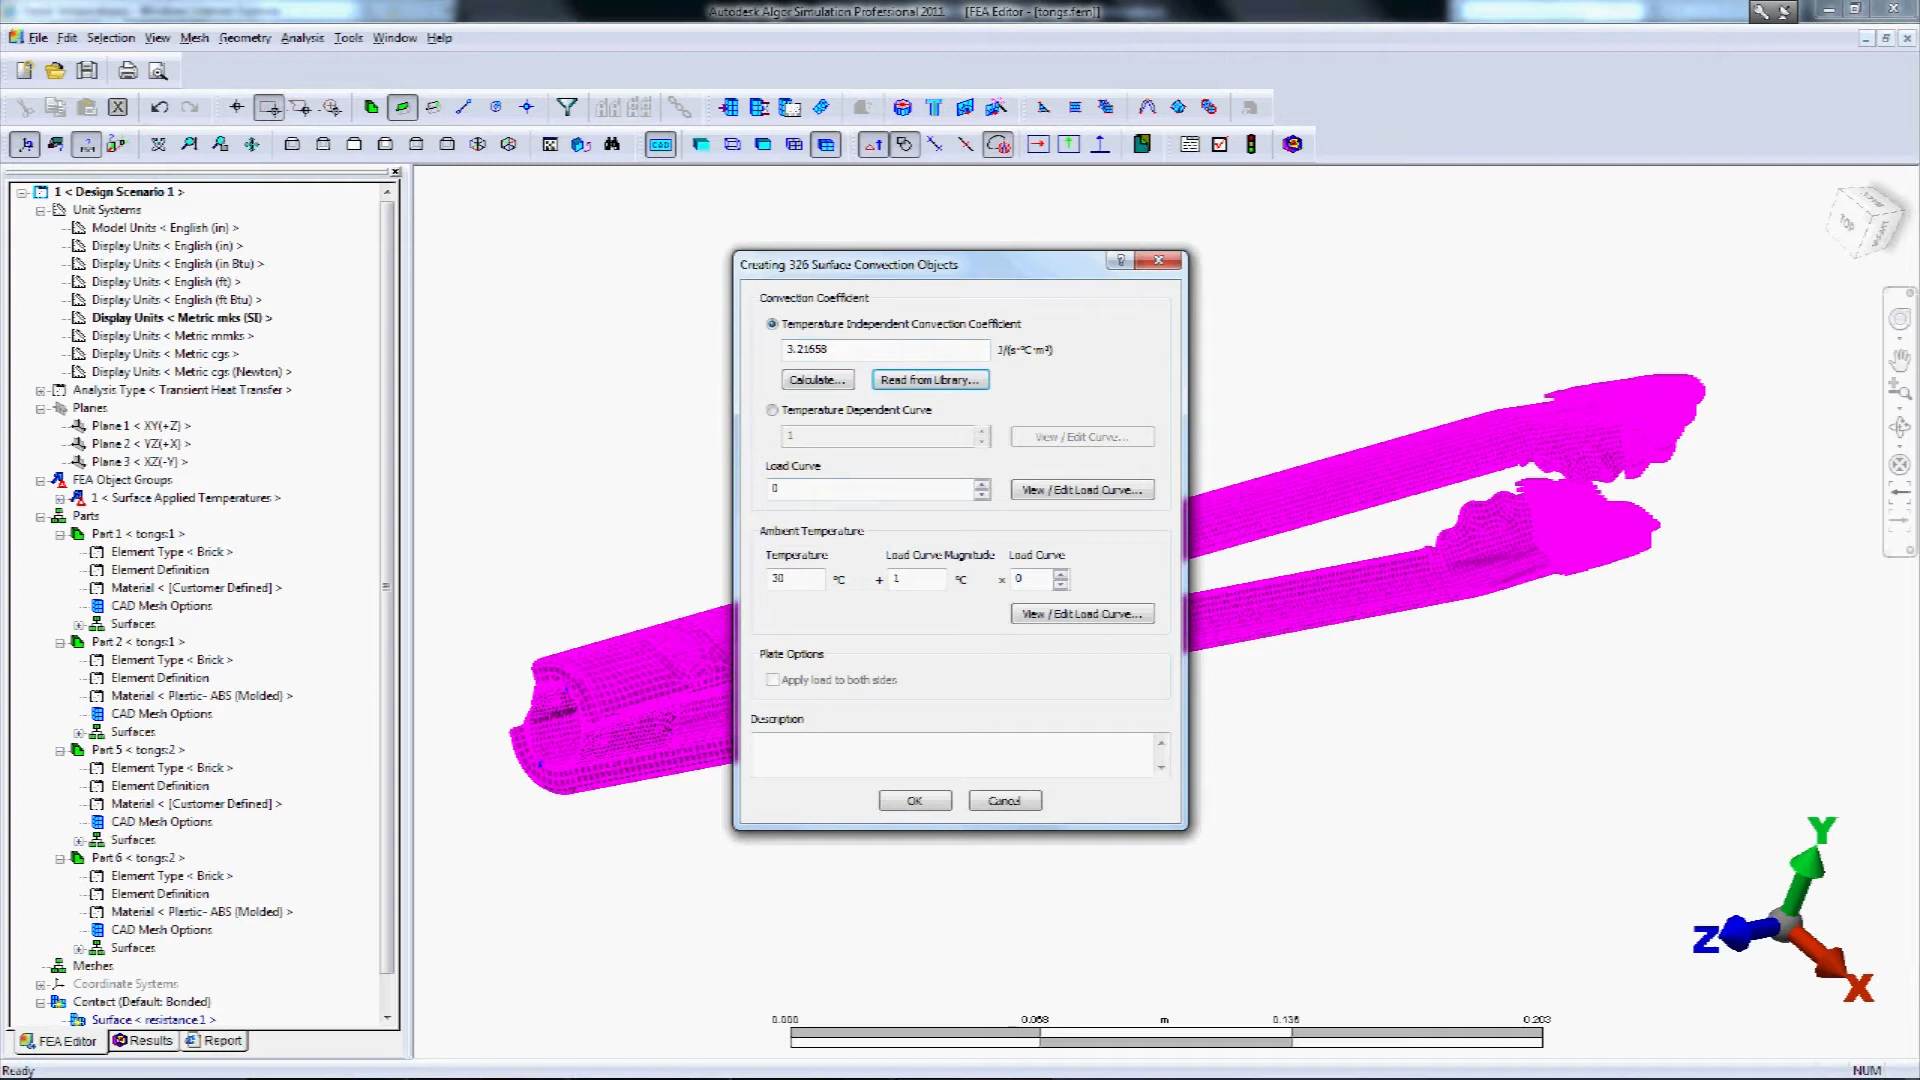 Autodesk Algor Simulation Professional 2011 [FEA Editor - [tongs.fem]]
File Edit Selection View Mesh Geometry Analysis Tools Window Help
CAD
1 < Design Scenario 1 >
Unit Systems
Model Units < English (in) >
Display Units < English (in) >
Display Units < English (in Btu) >
Display Units < English (ft) >
Display Units < English (ft Btu) >
Display Units < Metric mks (SI) >
Display Units < Metric mmks >
Display Units < Metric cgs >
Display Units < Metric cgs (Newton) >
Analysis Type < Transient Heat Transfer >
Planes
Plane 1 < XY(+Z) >
Plane 2 < YZ(+X) >
Plane 3 < XZ(-Y) >
FEA Object Groups
1 < Surface Applied Temperatures >
Parts
Part 1 < tongs:1 >
Element Type < Brick >
Element Definition
Material < [Customer Defined] >
CAD Mesh Options
Surfaces
Part 2 < tongs:1 >
Element Type < Brick >
Element Definition
Material < Plastic- ABS (Molded) >
CAD Mesh Options
Surfaces
Part 5 < tongs:2 >
Element Type < Brick >
Element Definition
Material < [Customer Defined] >
CAD Mesh Options
Surfaces
Part 6 < tongs:2 >
Element Type < Brick >
Element Definition
Material < Plastic- ABS (Molded) >
CAD Mesh Options
Surfaces
Meshes
Coordinate Systems
Contact (Default: Bonded)
Surface < resistance 1 >
FEA Editor Results Report
Ready
Creating 326 Surface Convection Objects
Convection Coefficient
Temperature Independent Convection Coefficient
3.21658 J/(s·°C·m²)
Calculate... Read from Library...
Temperature Dependent Curve
1 View / Edit Curve...
Load Curve
0 View / Edit Load Curve...
Ambient Temperature
Temperature Load Curve Magnitude Load Curve
30 °C + 1 °C x 0
View / Edit Load Curve...
Plate Options
Apply load to both sides
Description
OK Cancel
TOP
Y
Z
X
0.000 0.068 m 0.136 0.203
NUM